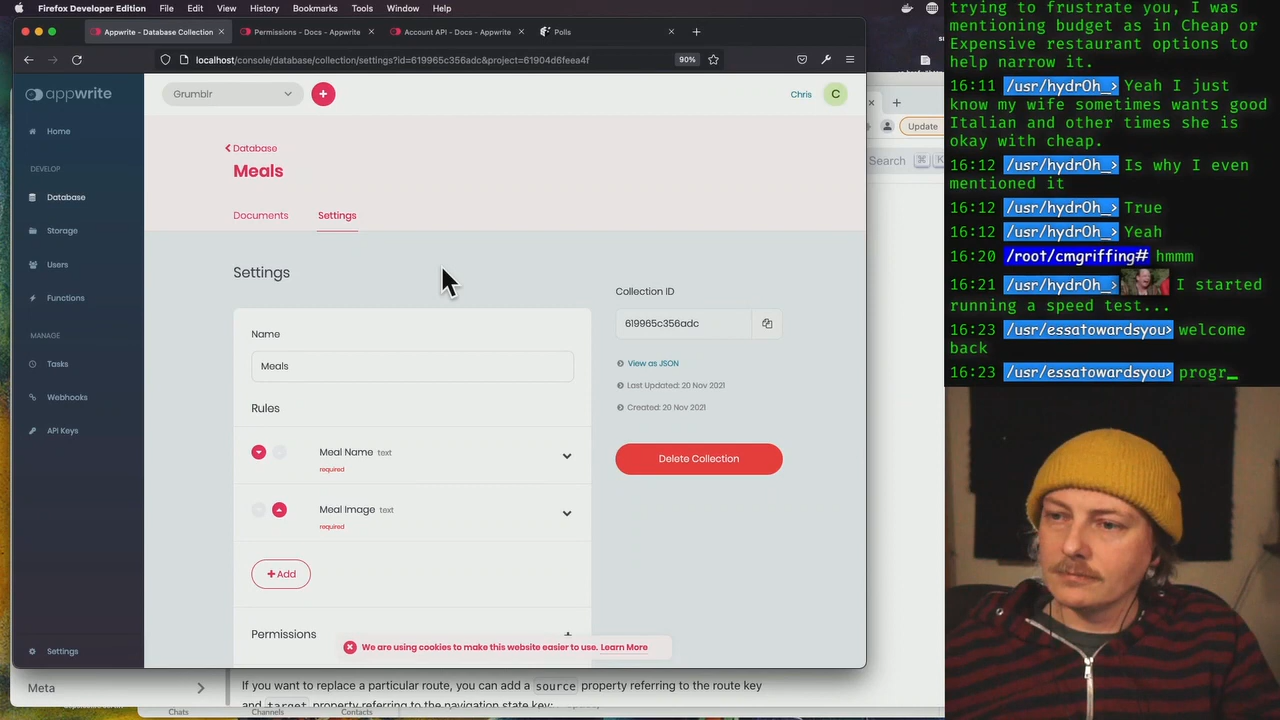 Firefox Developer Edition File Edit View History Bookmarks Tools Window Help
Appwrite - Database Collection
Permissions - Docs - Appwrite
Account API - Docs - Appwrite
Polls
localhost/console/database/collection/settings?id=619965c356adc&project=61904d6feea4f
90%
appwrite
Home
DEVELOP
Database
Storage
Users
Functions
MANAGE
Tasks
Webhooks
API Keys
Settings
Grumblr
Chris
C
Database
Meals
Documents
Settings
Settings
Name
Meals
Rules
Meal Name text
required
Meal Image text
required
Add
Permissions
Collection ID
619965c356adc
View as JSON
Last Updated: 20 Nov 2021
Created: 20 Nov 2021
Delete Collection
We are using cookies to make this website easier to use. Learn More
Update
Search
Meta
If you want to replace a particular route, you can add a source property referring to the route key
and target property referring to the navigation state key:
Chats
Channels
Contacts
trying to frustrate you, I was
mentioning budget as in Cheap or
Expensive restaurant options to
help narrow it.
16:11 /usr/hydrOh_> Yeah I just
know my wife sometimes wants good
Italian and other times she is
okay with cheap.
16:12 /usr/hydrOh_> Is why I even
mentioned it
16:12 /usr/hydrOh_> True
16:12 /usr/hydrOh_> Yeah
16:20 /root/cmgriffing# hmmm
16:21 /usr/hydrOh_> I started
running a speed test...
16:23 /usr/essatowardsyou> welcome
back
16:23 /usr/essatowardsyou> progr_